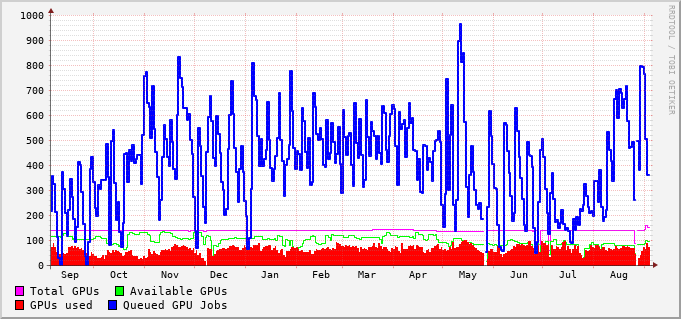 1000
900
800
700
600
500
400
300
200
100
0
Sep Oct Nov Dec Jan Feb Mar Apr May Jun Jul Aug
Total GPUs Available GPUs
GPUs used Queued GPU Jobs
RRDTOOL / TOBI OETIKER